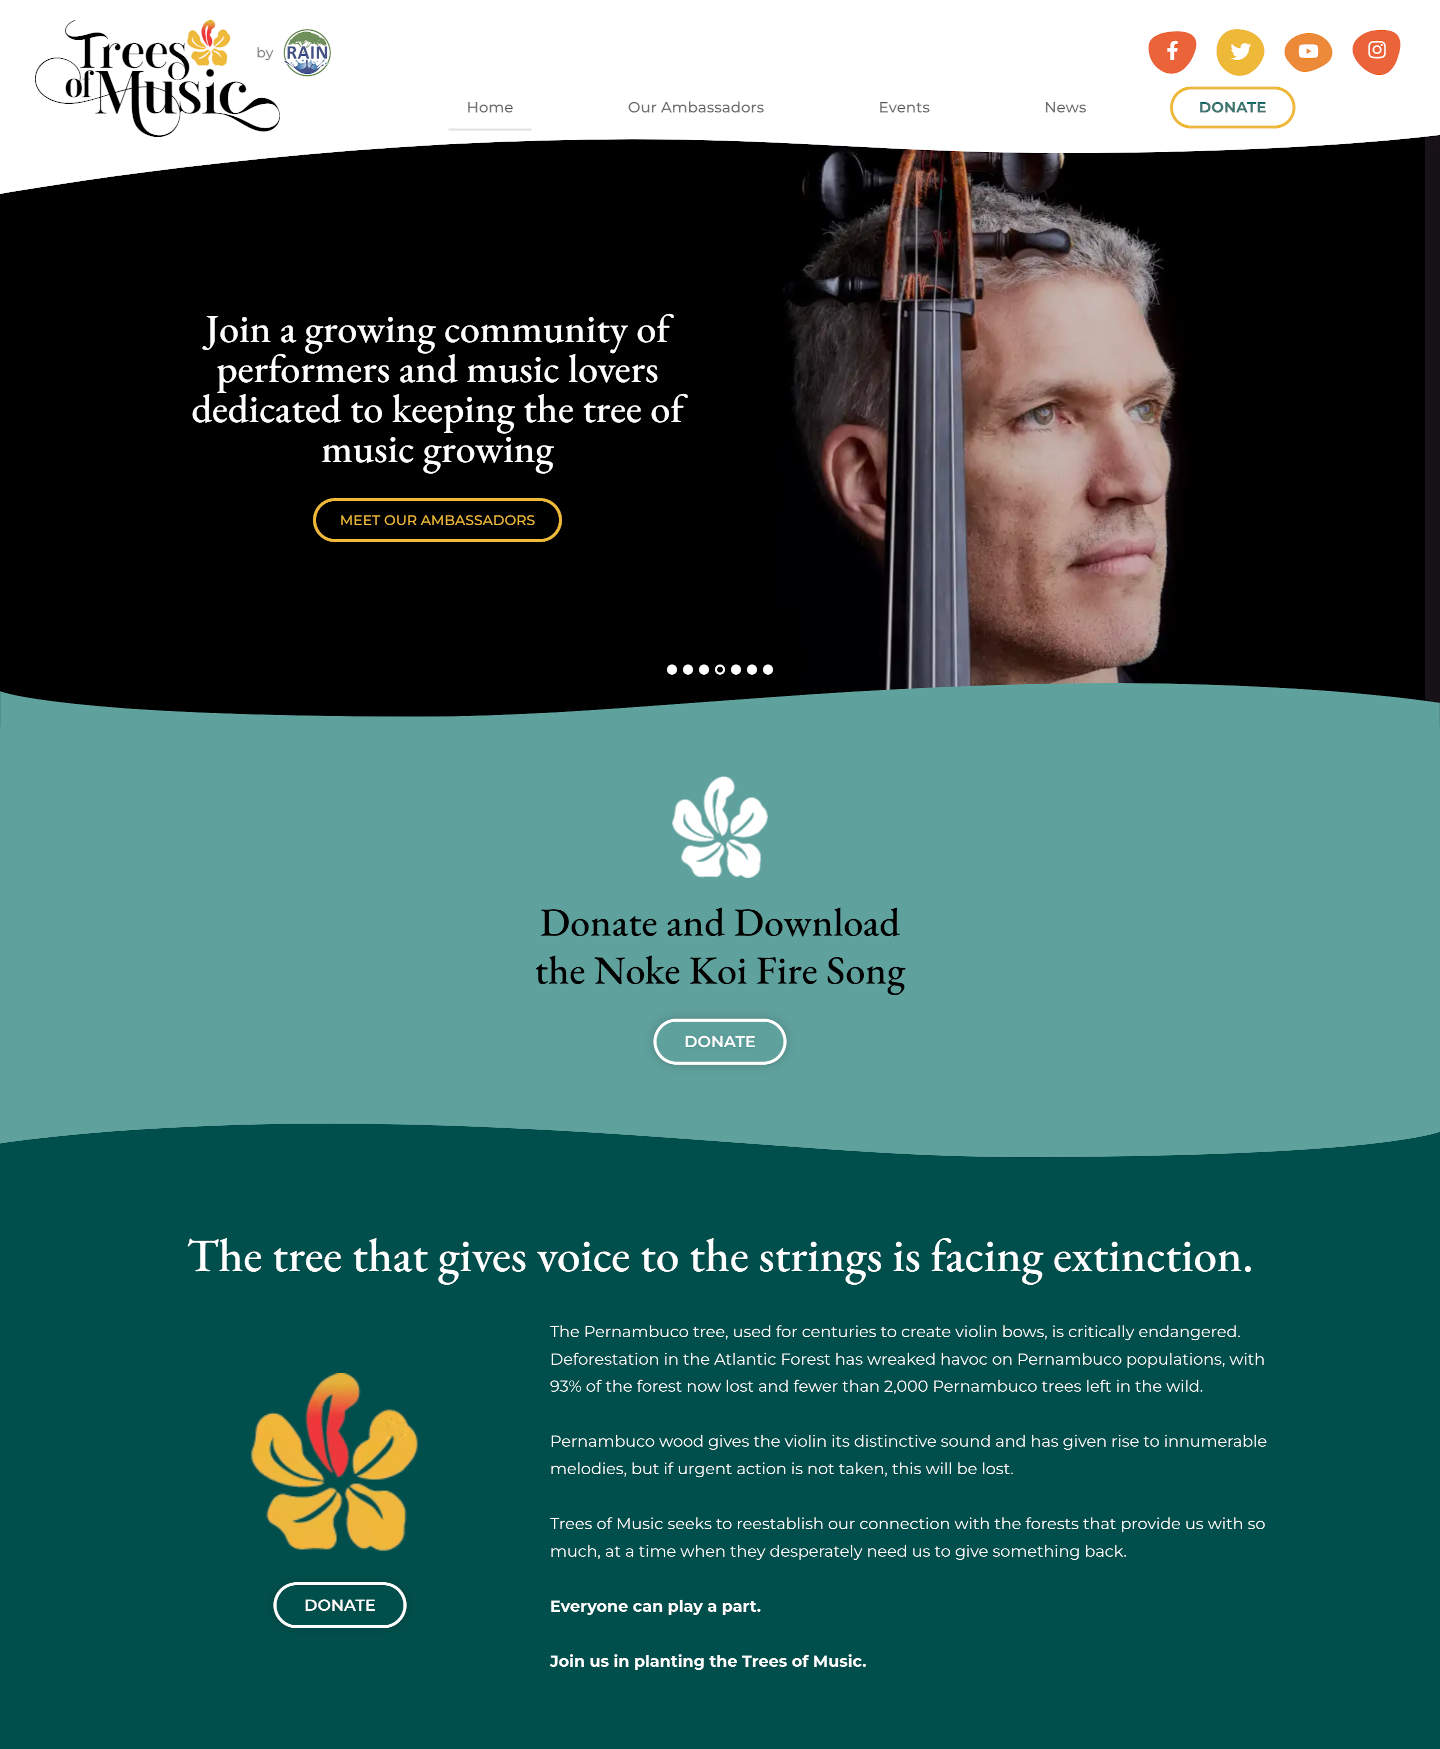 Trees
of Music
by
RAIN
Home
Our Ambassadors
Events
News
DONATE
Join a growing community of
performers and music lovers
dedicated to keeping the tree of
music growing
MEET OUR AMBASSADORS
Donate and Download
the Noke Koi Fire Song
DONATE
The tree that gives voice to the strings is facing extinction.
The Pernambuco tree, used for centuries to create violin bows, is critically endangered.
Deforestation in the Atlantic Forest has wreaked havoc on Pernambuco populations, with
93% of the forest now lost and fewer than 2,000 Pernambuco trees left in the wild.
Pernambuco wood gives the violin its distinctive sound and has given rise to innumerable
melodies, but if urgent action is not taken, this will be lost.
Trees of Music seeks to reestablish our connection with the forests that provide us with so
much, at a time when they desperately need us to give something back.
Everyone can play a part.
Join us in planting the Trees of Music.
DONATE